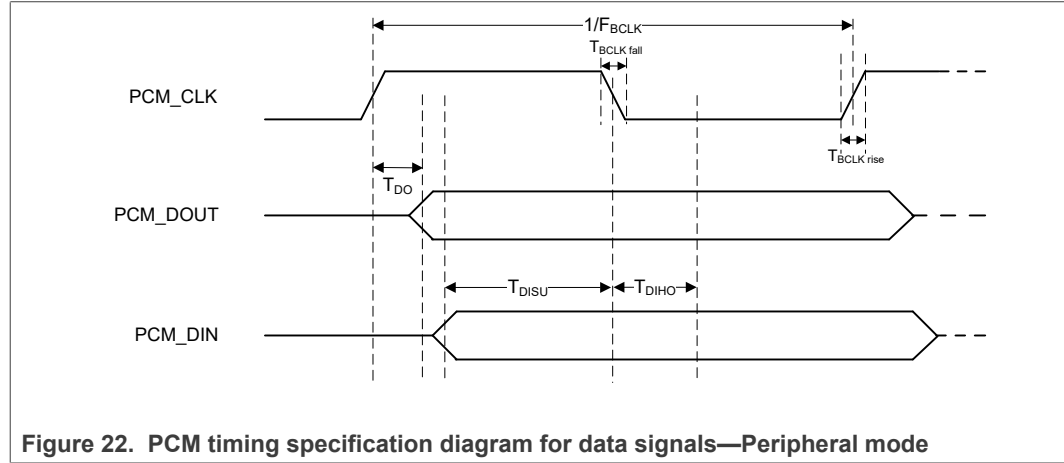 1/FBCLK
TBCLK fall
PCM_CLK
TBCLK rise
TDO
PCM_DOUT
TDISU
TDIHO
PCM_DIN
Figure 22. PCM timing specification diagram for data signals—Peripheral mode